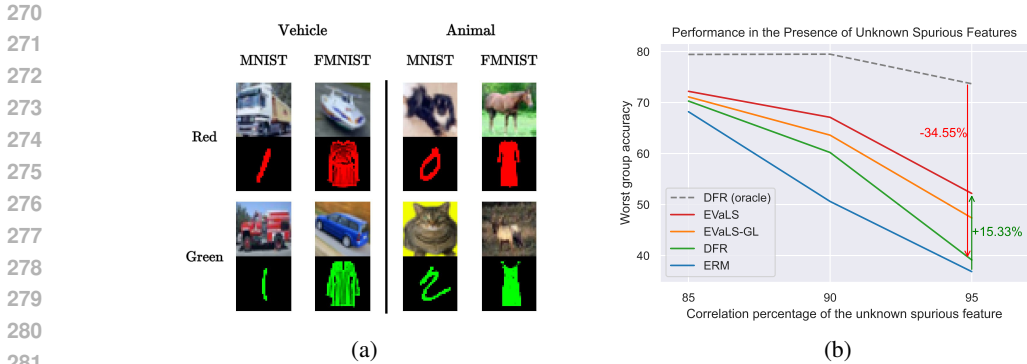 270
271
272
273
274
275
276
277
278
279
280
281
Vehicle Animal
MNIST FMNIST MNIST FMNIST
Red
Green
(a)
Performance in the Presence of Unknown Spurious Features
Worst group accuracy
80
70
60
50
40
-34.55%
+15.33%
DFR (oracle)
EVaLS
EVaLS-GL
DFR
ERM
85 90 95
Correlation percentage of the unknown spurious feature
(b)